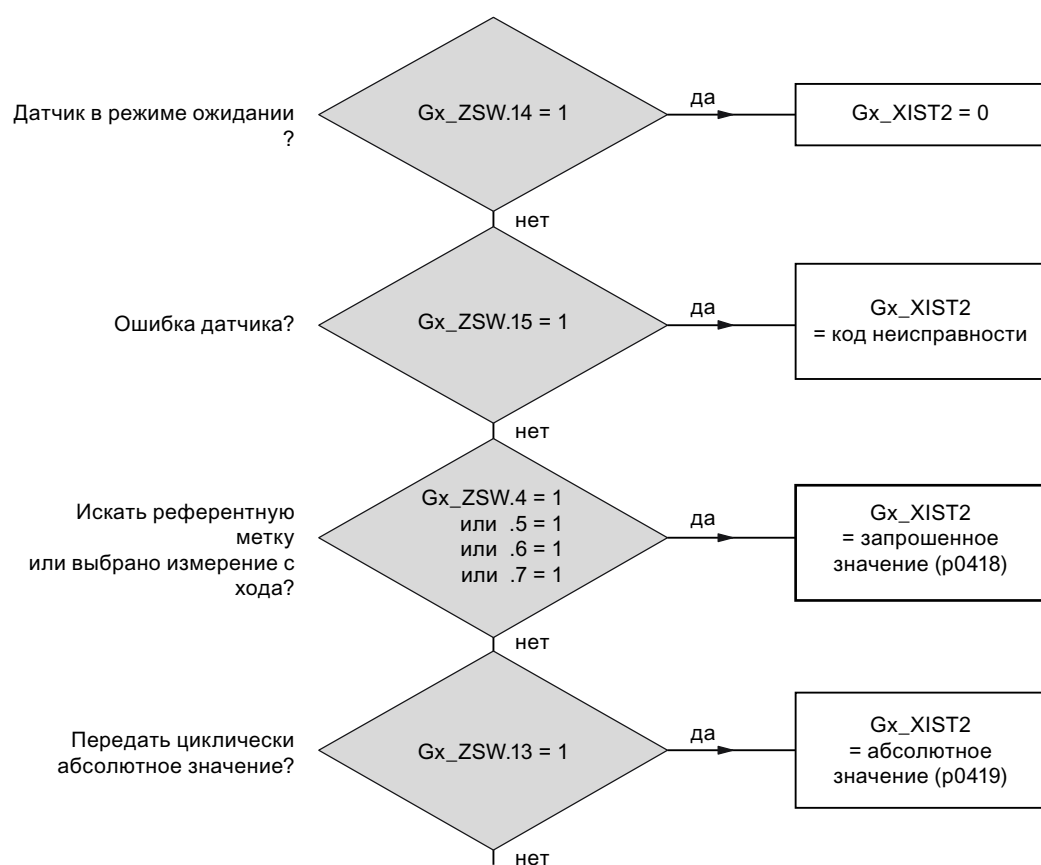 Датчик в режиме ожидании
?
Gx_ZSW.14 = 1
да
Gx_XIST2 = 0
нет
Ошибка датчика?
Gx_ZSW.15 = 1
да
Gx_XIST2
= код неисправности
нет
Искать референтную
метку
или выбрано измерение с
хода?
Gx_ZSW.4 = 1
или .5 = 1
или .6 = 1
или .7 = 1
да
Gx_XIST2
= запрошенное
значение (p0418)
нет
Передать циклически
абсолютное значение?
Gx_ZSW.13 = 1
да
Gx_XIST2
= абсолютное
значение (p0419)
нет